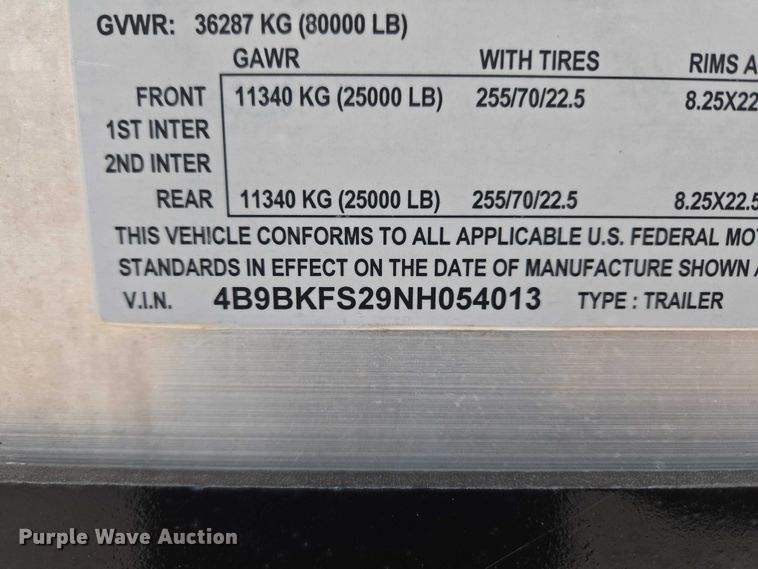 GVWR: 36287 KG (80000 LB)
GAWR WITH TIRES RIMS
FRONT 11340 KG (25000 LB) 255/70/22.5 8.25X22
1ST INTER
2ND INTER
REAR 11340 KG (25000 LB) 255/70/22.5 8.25X22.5
THIS VEHICLE CONFORMS TO ALL APPLICABLE U.S. FEDERAL
STANDARDS IN EFFECT ON THE DATE OF MANUFACTURE SHOWN
V.I.N. 4B9BKFS29NH054013 TYPE : TRAILER
Purple Wave Auction